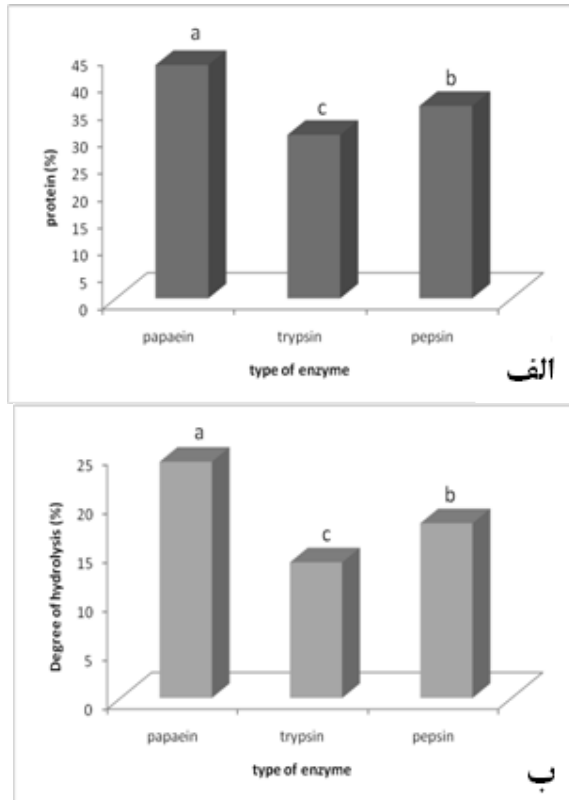 a
45
40
c
b
35
30
25
20
15
10
5
0
protein (%)
papaein trypsin pepsin
type of enzyme
الف
a
25
b
20
c
15
10
5
0
Degree of hydrolysis (%)
papaein trypsin pepsin
type of enzyme
ب